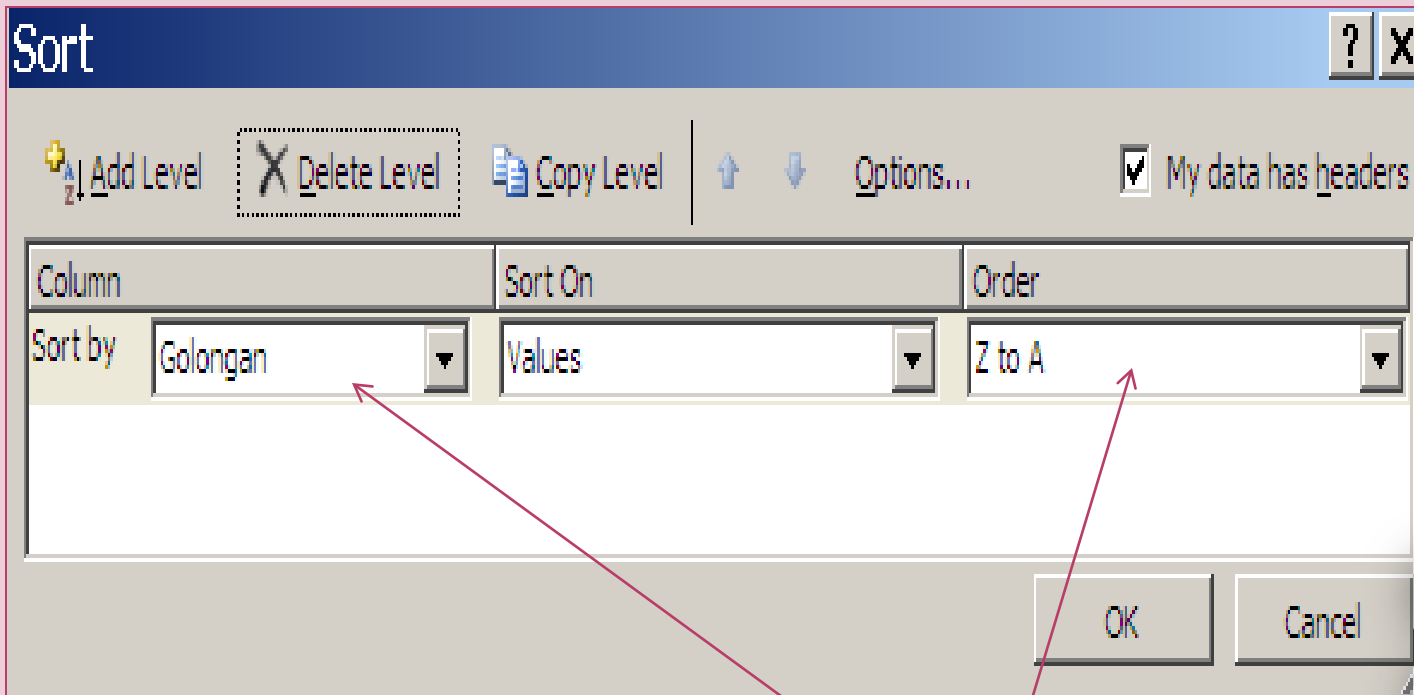 Sort
Add Level Delete Level Copy Level Options... My data has headers
Column Sort On Order
Sort by Golongan Values Z to A
OK Cancel